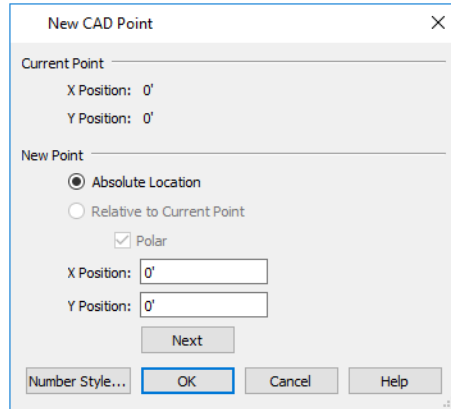 New CAD Point
Current Point
X Position: 0'
Y Position: 0'
New Point
Absolute Location
Relative to Current Point
Polar
X Position: 0'
Y Position: 0'
Next
Number Style... OK Cancel Help